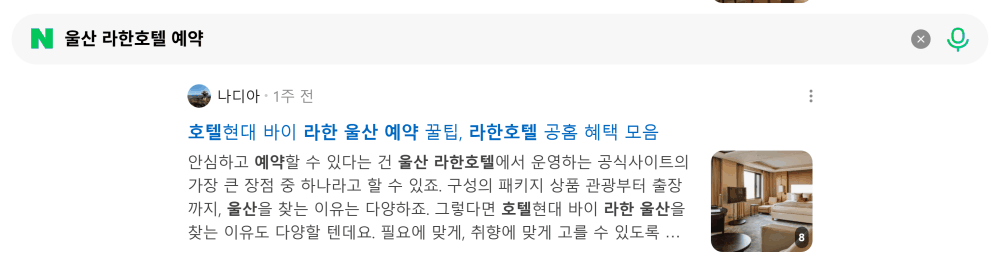 울산 라한호텔 예약
나디아 · 1주 전
호텔현대 바이 라한 울산 예약 꿀팁, 라한호텔 공홈 혜택 모음
안심하고 예약할 수 있다는 건 울산 라한호텔에서 운영하는 공식사이트의
가장 큰 장점 중 하나라고 할 수 있죠. 구성의 패키지 상품 관광부터 출장
까지, 울산을 찾는 이유는 다양하죠. 그렇다면 호텔현대 바이 라한 울산을
찾는 이유도 다양할 텐데요. 필요에 맞게, 취향에 맞게 고를 수 있도록 ...
8